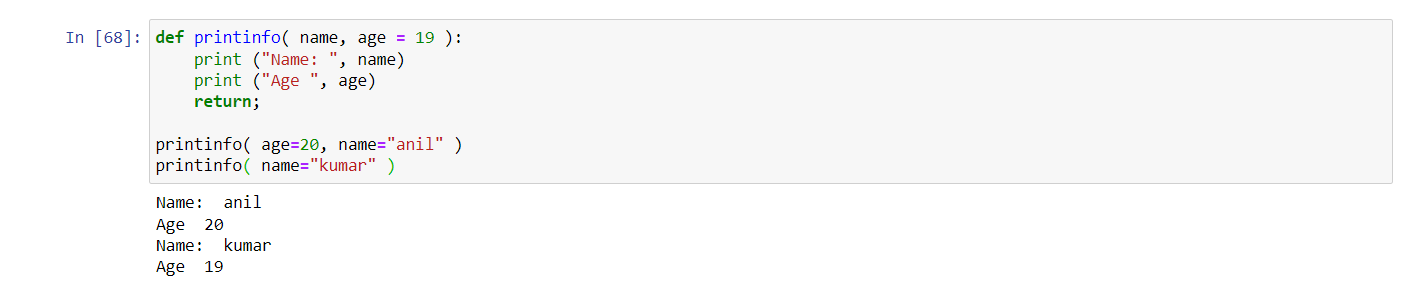 In [68]: def printinfo( name, age = 19 ):
    print ("Name: ", name)
    print ("Age ", age)
    return;

printinfo( age=20, name="anil" )
printinfo( name="kumar" )
Name:  anil
Age  20
Name:  kumar
Age  19